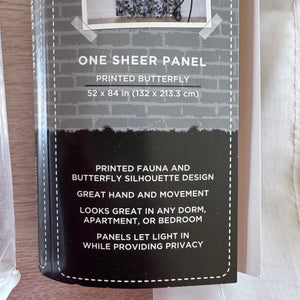 ONE SHEER PANEL
PRINTED BUTTERFLY
52 x 84 in (132 x 213.3 cm)
PRINTED FAUNA AND
BUTTERFLY SILHOUETTE DESIGN
GREAT HAND AND MOVEMENT
LOOKS GREAT IN ANY DORM,
APARTMENT, OR BEDROOM
PANELS LET LIGHT IN
WHILE PROVIDING PRIVACY